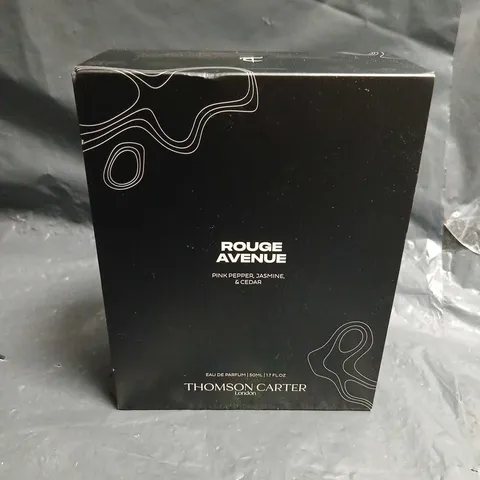 ROUGE
AVENUE
PINK PEPPER, JASMINE,
& CEDAR
EAU DE PARFUM | 50ML | 1.7 FL.OZ
THOMSON CARTER
London